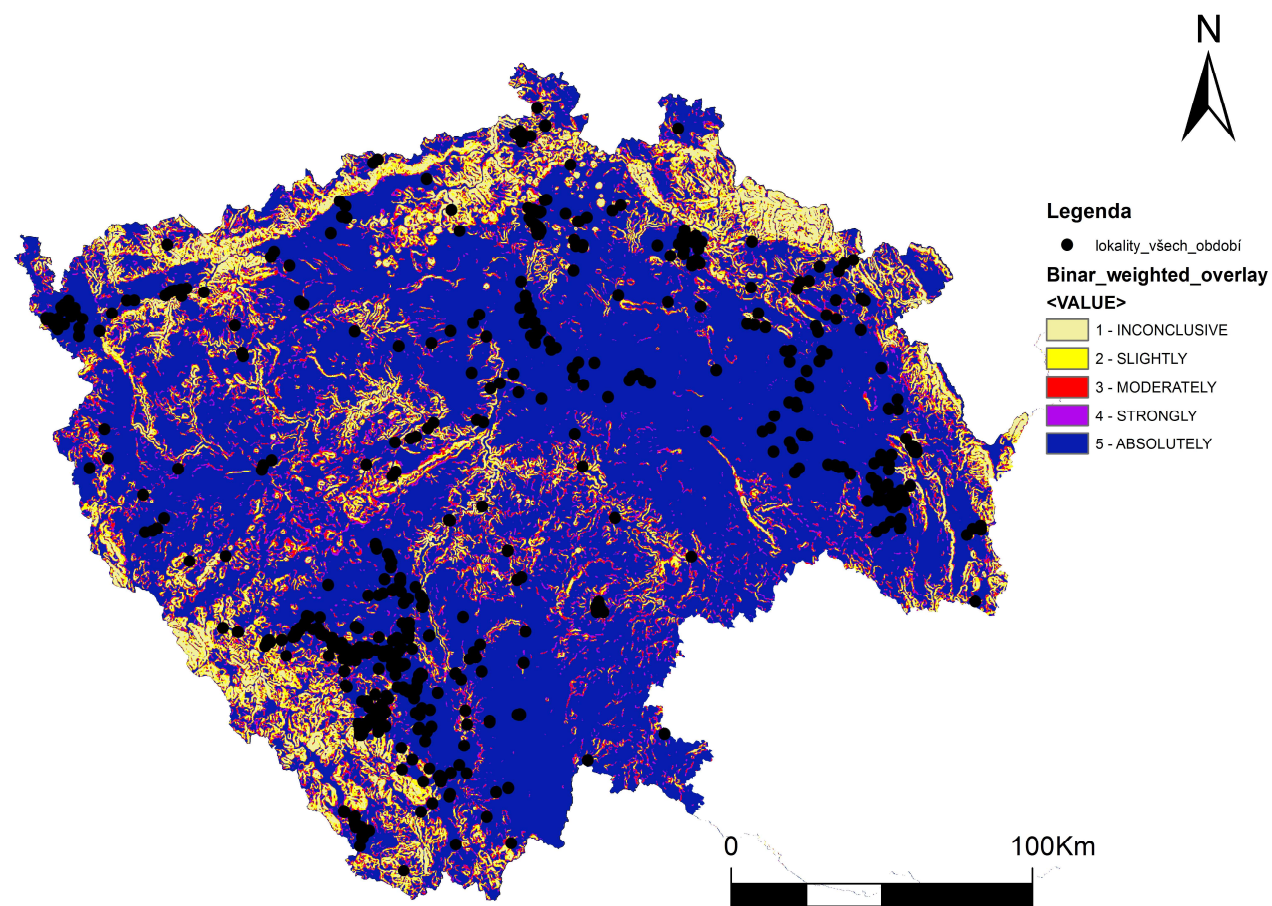 N
Legenda
lokality_všech_období
Binar_weighted_overlay
<VALUE>
1 - INCONCLUSIVE
2 - SLIGHTLY
3 - MODERATELY
4 - STRONGLY
5 - ABSOLUTELY
0 100Km